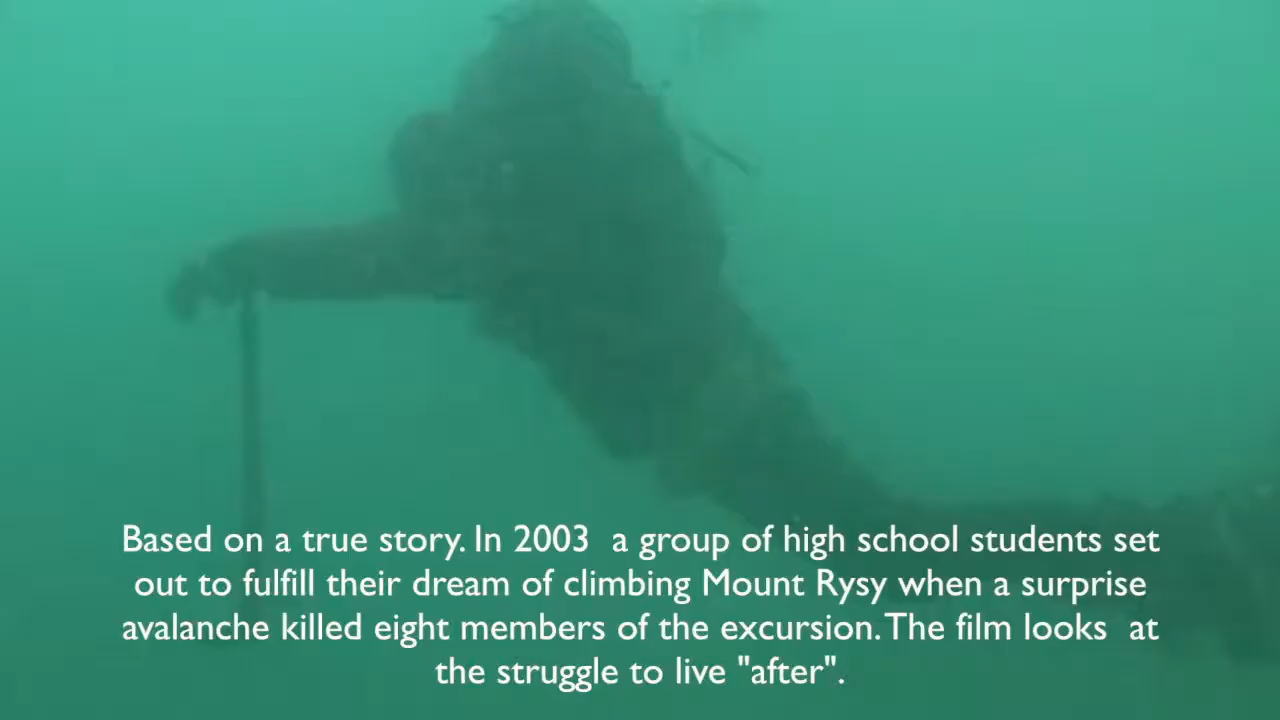 Based on a true story. In 2003  a group of high school students set
out to fulfill their dream of climbing Mount Rysy when a surprise
avalanche killed eight members of the excursion. The film looks  at
the struggle to live "after".